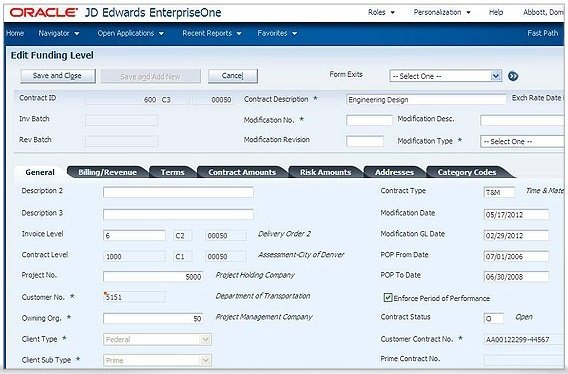 ORACLE® JD Edwards EnterpriseOne Roles Personalization Help Abbott, Dom
Home Navigator Open Applications Recent Reports Favorites Fast Path
Edit Funding Level
Save and Close Save and Add New Cancel Form Exits -- Select One --
Contract ID 600 C3 00050 Contract Description * Engineering Design Exch Rate Date
Inv Batch Modification No. * Modification Desc.
Rev Batch Modification Revision Modification Type * -- Select One --
General Billing/Revenue Terms Contract Amounts Risk Amounts Addresses Category Codes
Description 2 Contract Type T&M Time & Mate
Description 3 Modification Date 05/17/2012
Invoice Level 6 C2 00050 Delivery Order 2 Modification GL Date 02/29/2012
Contract Level 1000 C1 00050 Assessment-City of Denver POP From Date 07/01/2006
Project No. 5000 Project Holding Company POP To Date 06/30/2008
Customer No. * 5151 Department of Transportation Enforce Period of Performance
Owning Org. * 50 Project Management Company Contract Status O Open
Client Type * Federal Customer Contract No. * AA00122299-44567
Client Sub Type * Prime Prime Contract No.